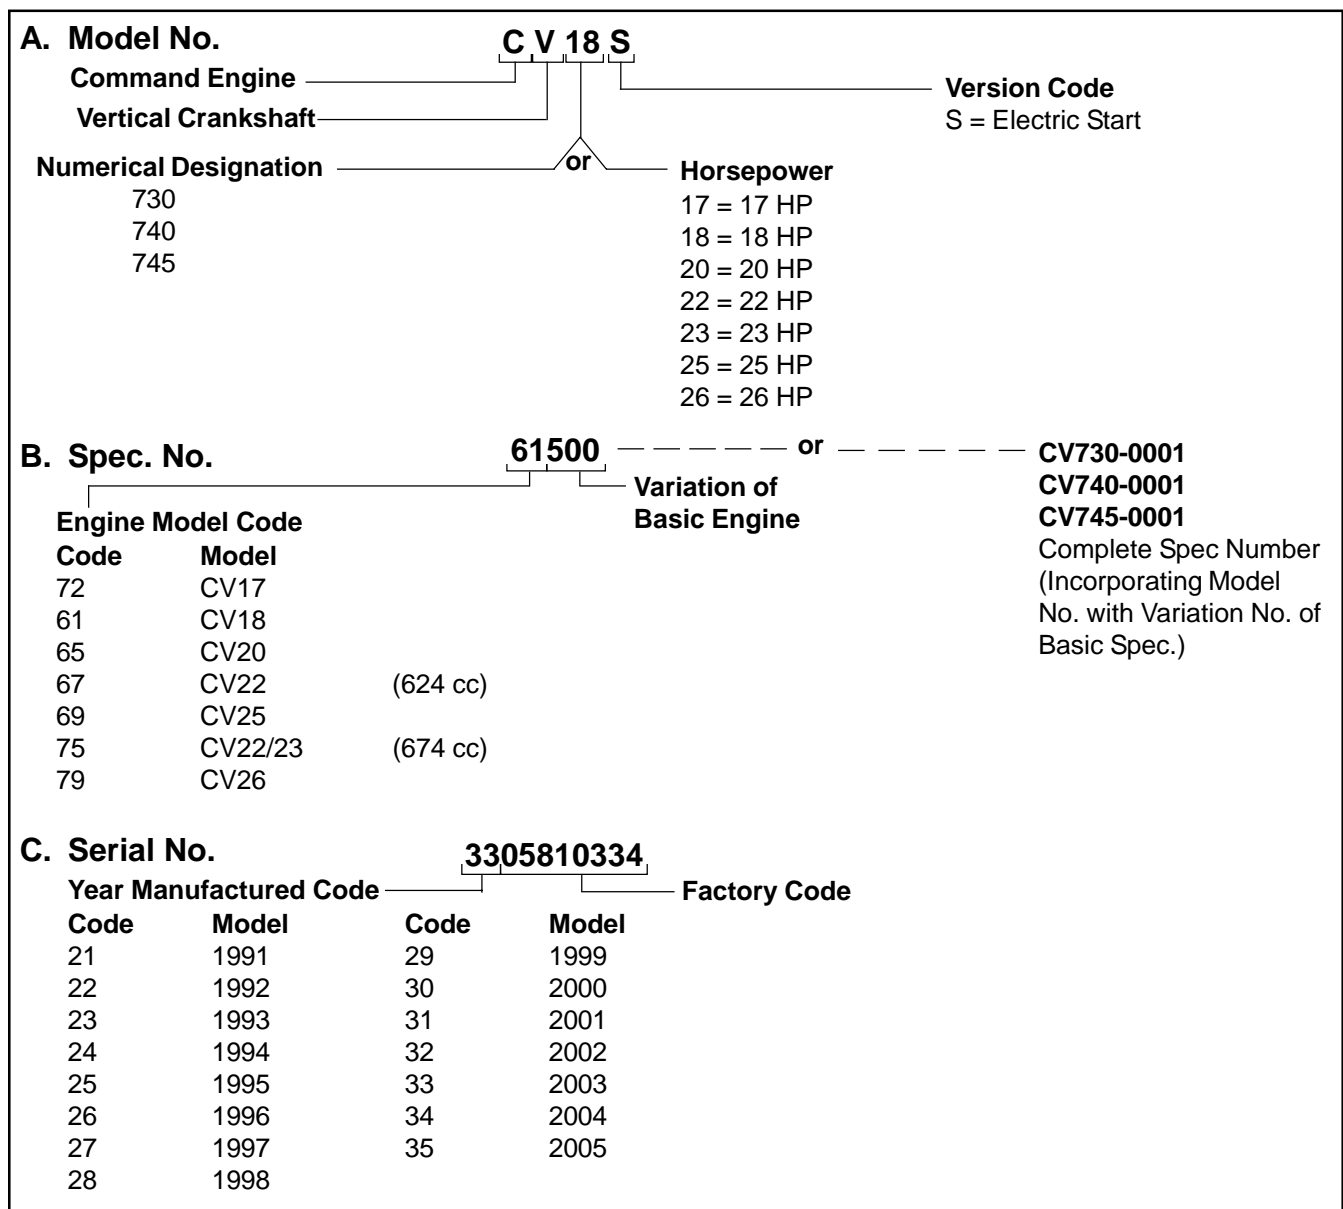 A. Model No.
C V 18 S
Command Engine
Version Code
Vertical Crankshaft
S = Electric Start
Numerical Designation
or
Horsepower
730
17 = 17 HP
740
18 = 18 HP
745
20 = 20 HP
22 = 22 HP
23 = 23 HP
25 = 25 HP
26 = 26 HP
B. Spec. No.
61500
or
CV730-0001
CV740-0001
CV745-0001
Complete Spec Number
(Incorporating Model
No. with Variation No. of
Basic Spec.)
Variation of
Basic Engine
Engine Model Code
Code Model
72 CV17
61 CV18
65 CV20
67 CV22 (624 cc)
69 CV25
75 CV22/23 (674 cc)
79 CV26
C. Serial No.
3305810334
Year Manufactured Code
Factory Code
Code Model Code Model
21 1991 29 1999
22 1992 30 2000
23 1993 31 2001
24 1994 32 2002
25 1995 33 2003
26 1996 34 2004
27 1997 35 2005
28 1998